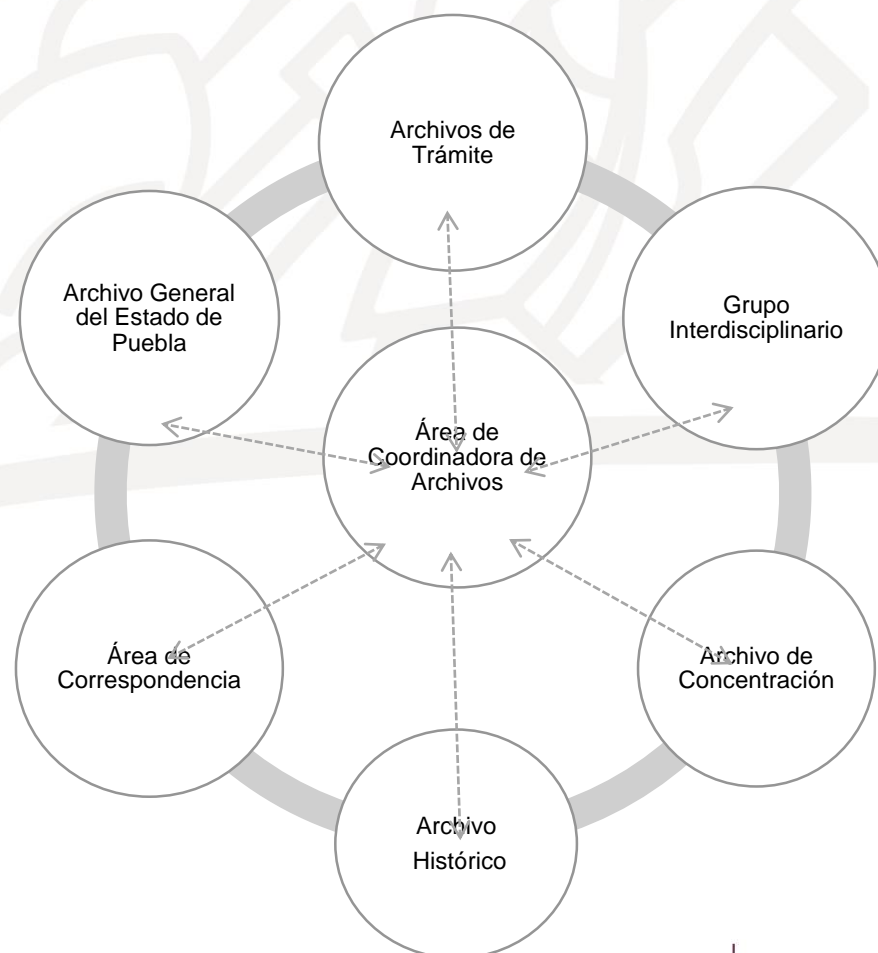 Archivos de
Trámite
Archivo General
del Estado de
Puebla
Grupo
Interdisciplinario
Área de
Coordinadora de
Archivos
Área de
Correspondencia
Archivo de
Concentración
Archivo
Histórico